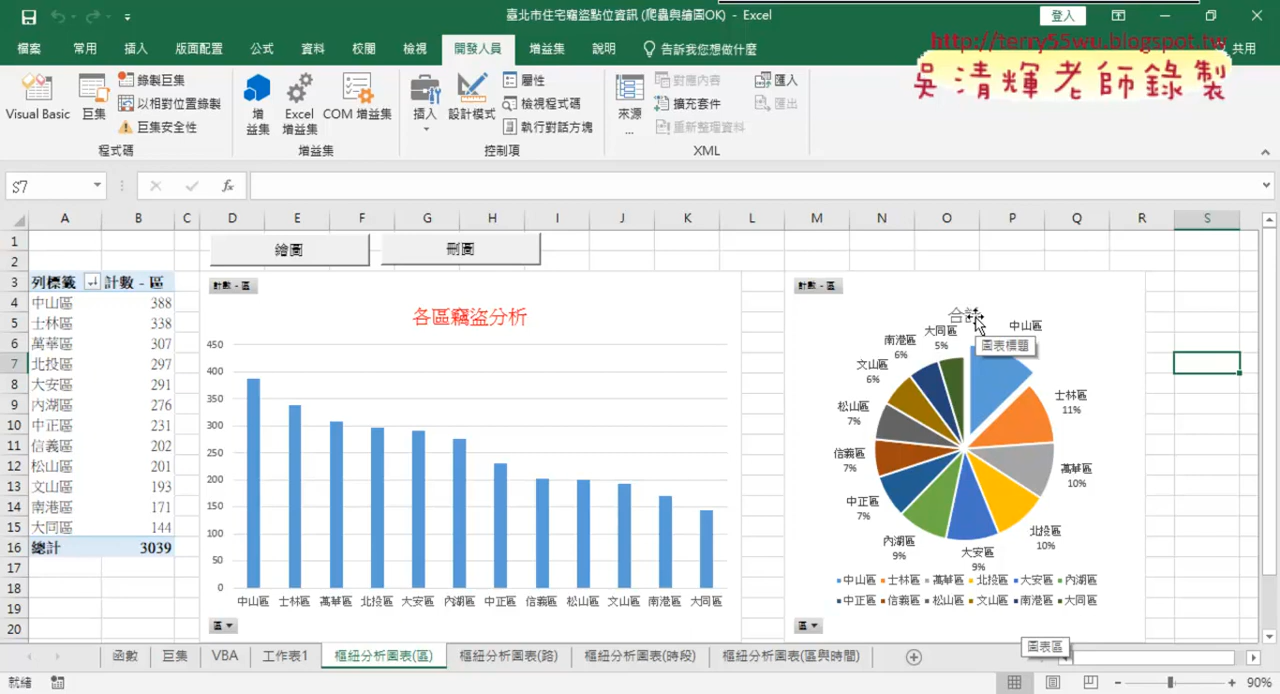 臺北市住宅竊盜點位資訊 (爬蟲與繪圖OK) - Excel
登入
檔案 常用 插入 版面配置 公式 資料 校閱 檢視 開發人員 增益集 說明 告訴我您想做什麼 共用
http://terry55wu.blogspot.tw
吳清輝老師錄製
Visual Basic 巨集 錄製巨集 以相對位置錄製 巨集安全性
增益集 Excel 增益集 COM 增益集
插入 設計模式 屬性 檢視程式碼 執行對話方塊
來源... 對應內容 擴充套件 重新整理資料 匯入 匯出
程式碼 增益集 控制項 XML
S7 fx
A B C D E F G H I J K L M N O P Q R S
1 繪圖 刪圖
2
3 列標籤 計數 - 區
4 中山區 388
5 士林區 338
6 萬華區 307
7 北投區 297
8 大安區 291
9 內湖區 276
10 中正區 231
11 信義區 202
12 松山區 201
13 文山區 193
14 南港區 171
15 大同區 144
16 總計 3039
17
18
19
20
計數 - 區
各區竊盜分析
450
400
350
300
250
200
150
100
50
0
中山區 士林區 萬華區 北投區 大安區 內湖區 中正區 信義區 松山區 文山區 南港區 大同區
區
計數 - 區
圖表標題
中山區
士林區
11%
萬華區
10%
北投區
10%
大安區
9%
內湖區
9%
中正區
7%
信義區
7%
松山區
7%
文山區
6%
南港區
6%
大同區
5%
中山區 士林區 萬華區 北投區 大安區 內湖區
中正區 信義區 松山區 文山區 南港區 大同區
區
圖表區
函數 巨集 VBA 工作表1 樞紐分析圖表(區) 樞紐分析圖表(路) 樞紐分析圖表(時段) 樞紐分析圖表(區與時間)
就緒 90%